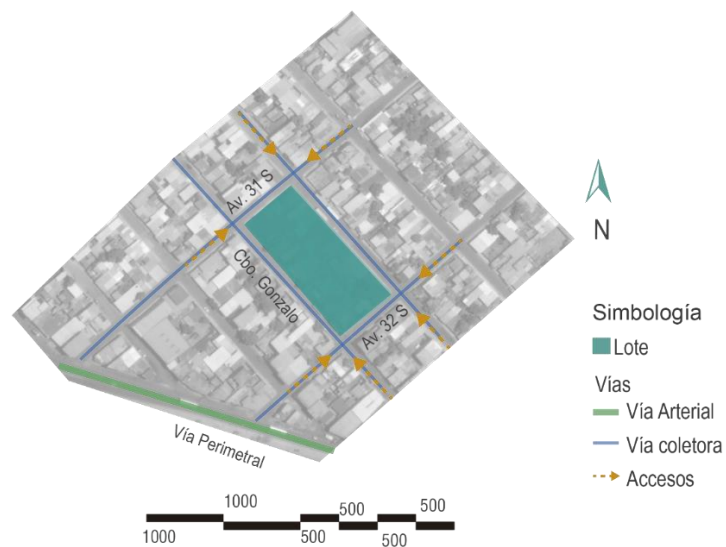 Av. 31 S
Cbo. Gonzalo
Av. 32 S
Vía Perimetral
N
Simbología
Lote
Vías
Vía Arterial
Vía coletora
Accesos
1000 500 500
1000 500 500